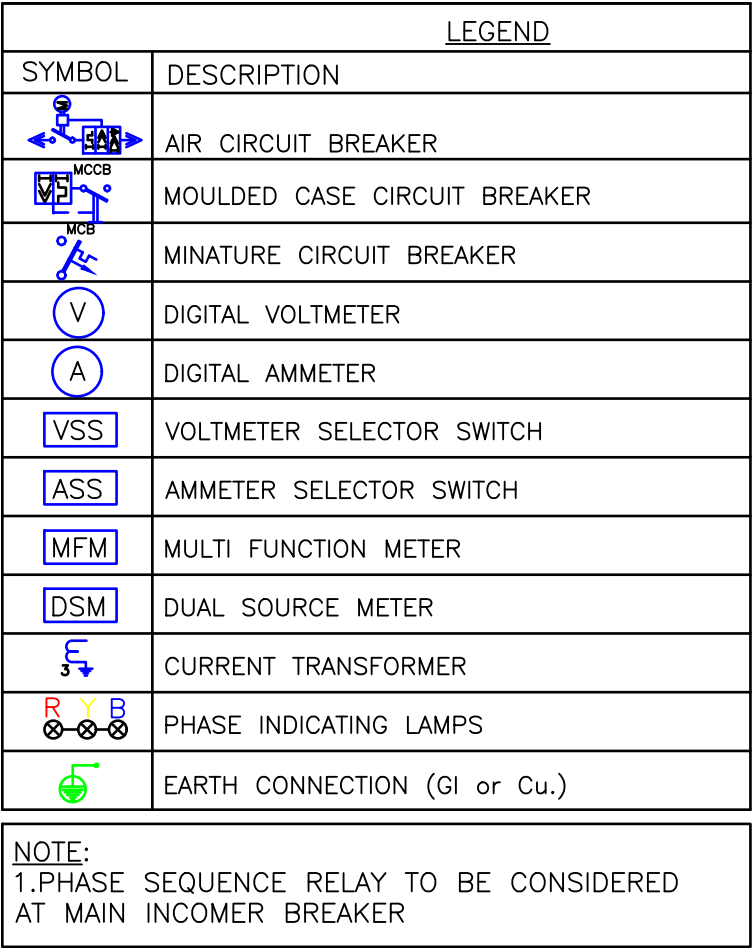 LEGEND
SYMBOL DESCRIPTION
M
AIR CIRCUIT BREAKER
MCCB
MOULDED CASE CIRCUIT BREAKER
MCB
MINATURE CIRCUIT BREAKER
V DIGITAL VOLTMETER
A DIGITAL AMMETER
VSS VOLTMETER SELECTOR SWITCH
ASS AMMETER SELECTOR SWITCH
MFM MULTI FUNCTION METER
DSM DUAL SOURCE METER
3 CURRENT TRANSFORMER
R Y B
PHASE INDICATING LAMPS
EARTH CONNECTION (GI or Cu.)
NOTE:
1.PHASE SEQUENCE RELAY TO BE CONSIDERED
AT MAIN INCOMER BREAKER